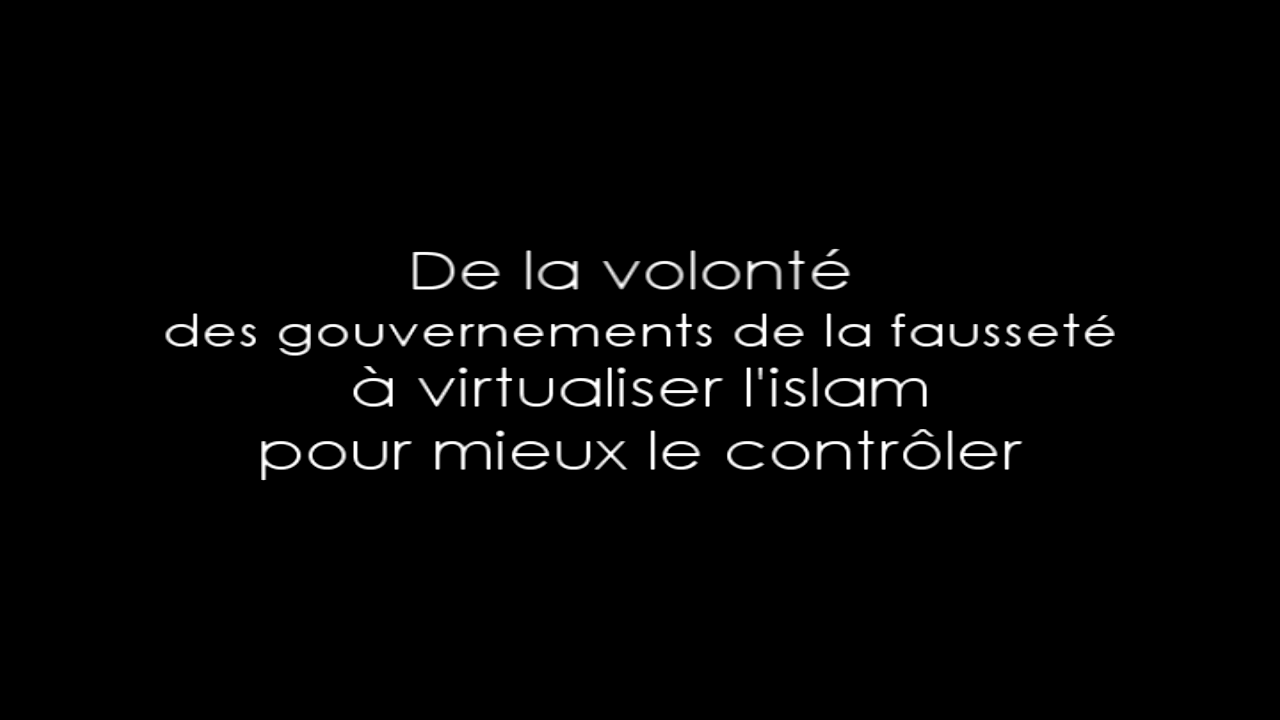 De la volonté
des gouvernements de la fausseté
à virtualiser l'islam
pour mieux le contrôler